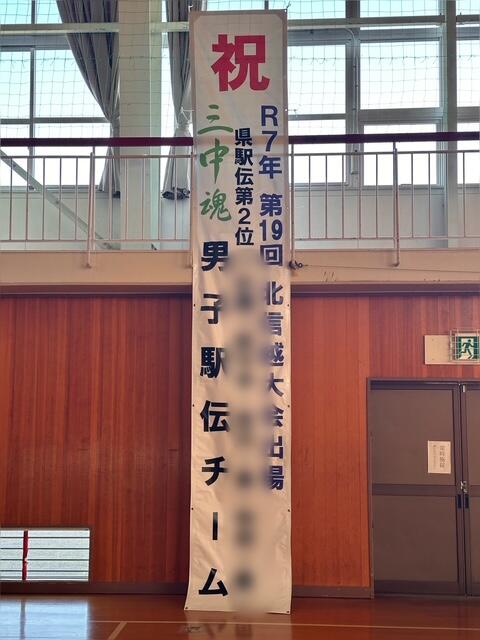 祝
R7年 第19回 北信越大会出場
県駅伝第2位
三中魂
男子駅伝チーム